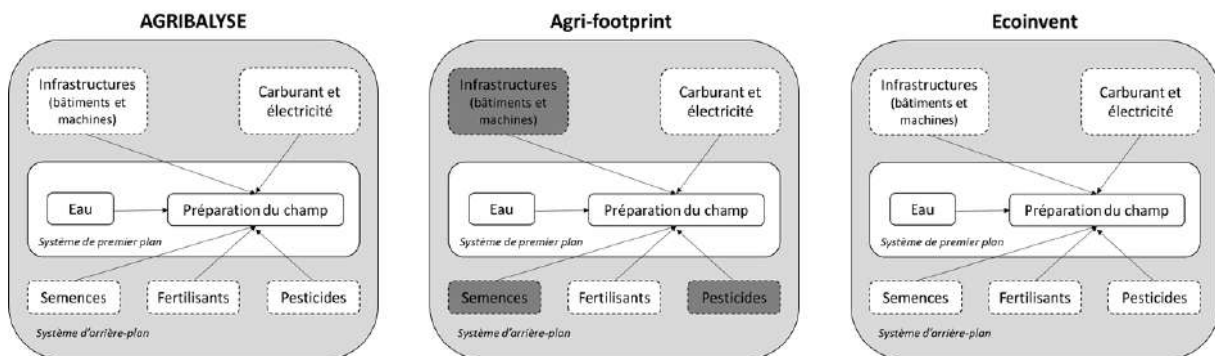 AGRIBALYSE
Infrastructures
(bâtiments et
machines)
Carburant et
électricité
Eau
Préparation du champ
Système de premier plan
Semences
Fertilisants
Pesticides
Système d'arrière-plan
Agri-footprint
Infrastructures
(bâtiments et
machines)
Carburant et
électricité
Eau
Préparation du champ
Système de premier plan
Semences
Fertilisants
Pesticides
Système d'arrière-plan
Ecoinvent
Infrastructures
(bâtiments et
machines)
Carburant et
électricité
Eau
Préparation du champ
Système de premier plan
Semences
Fertilisants
Pesticides
Système d'arrière-plan